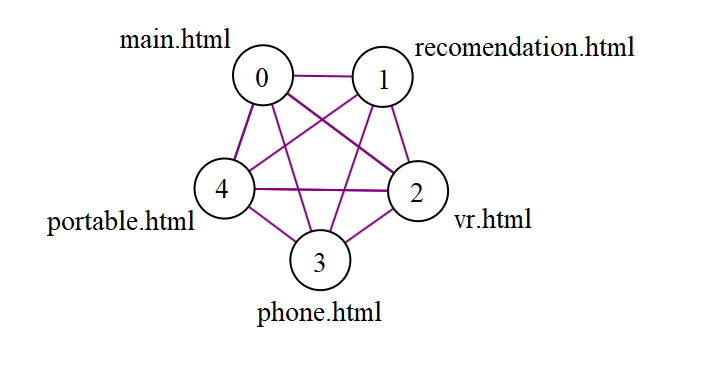 main.html
recomendation.html
0
1
4
2
portable.html
vr.html
3
phone.html